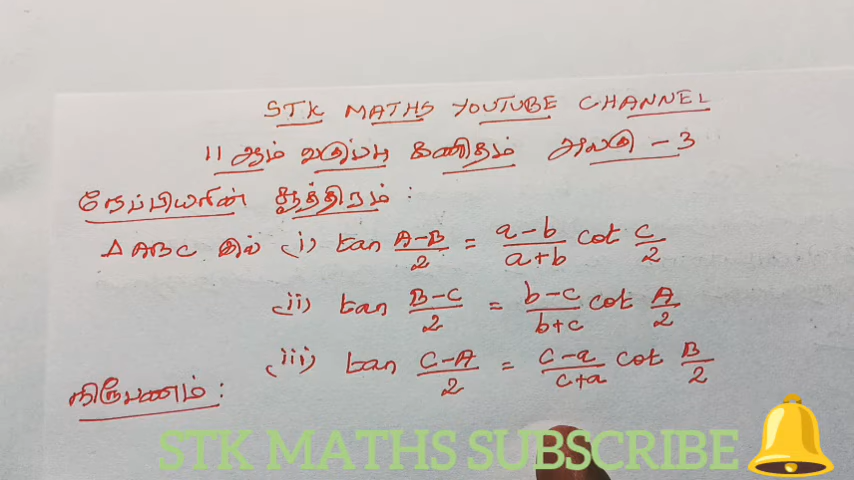 STK MATHS YOUTUBE CHANNEL
11 ஆம் வகுப்பு கணிதம் அலகு - 3
நேப்பியரின் சூத்திரம் :
Δ ABC இல் (i) tan (A-B)/2 = (a-b)/(a+b) cot C/2
(ii) tan (B-C)/2 = (b-c)/(b+c) cot A/2
(iii) tan (C-A)/2 = (c-a)/(c+a) cot B/2
நிரூபணம் :
STK MATHS SUBSCRIBE